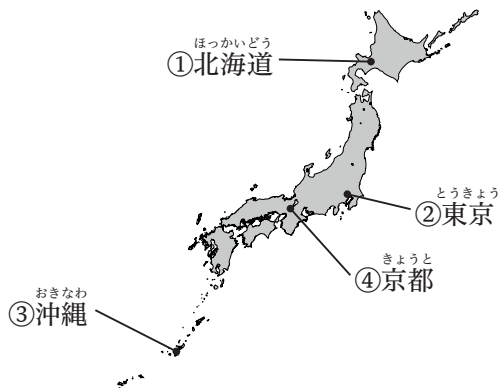 ほっかいどう
①北海道
とうきょう
②東京
きょうと
④京都
おきなわ
③沖縄